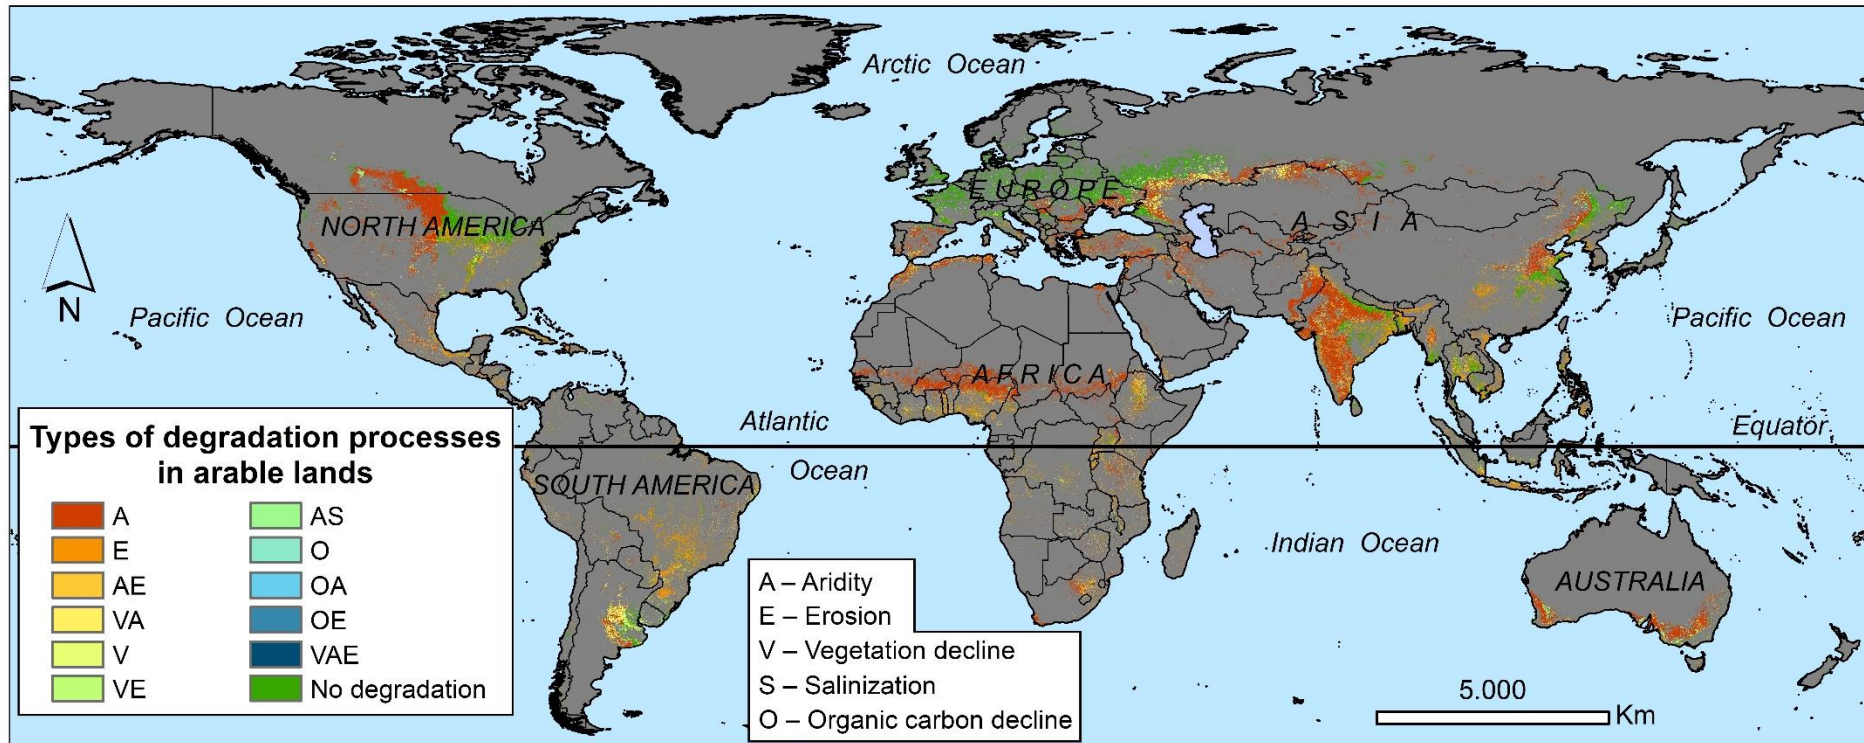 Arctic Ocean
EUROPE
NORTH AMERICA
ASIA
N
Pacific Ocean
Pacific Ocean
AFRICA
Atlantic
Ocean
Equator
SOUTH AMERICA
Indian Ocean
AUSTRALIA
Types of degradation processes
in arable lands
A
E
AE
VA
V
VE
AS
O
OA
OE
VAE
No degradation
A – Aridity
E – Erosion
V – Vegetation decline
S – Salinization
O – Organic carbon decline
5.000
Km